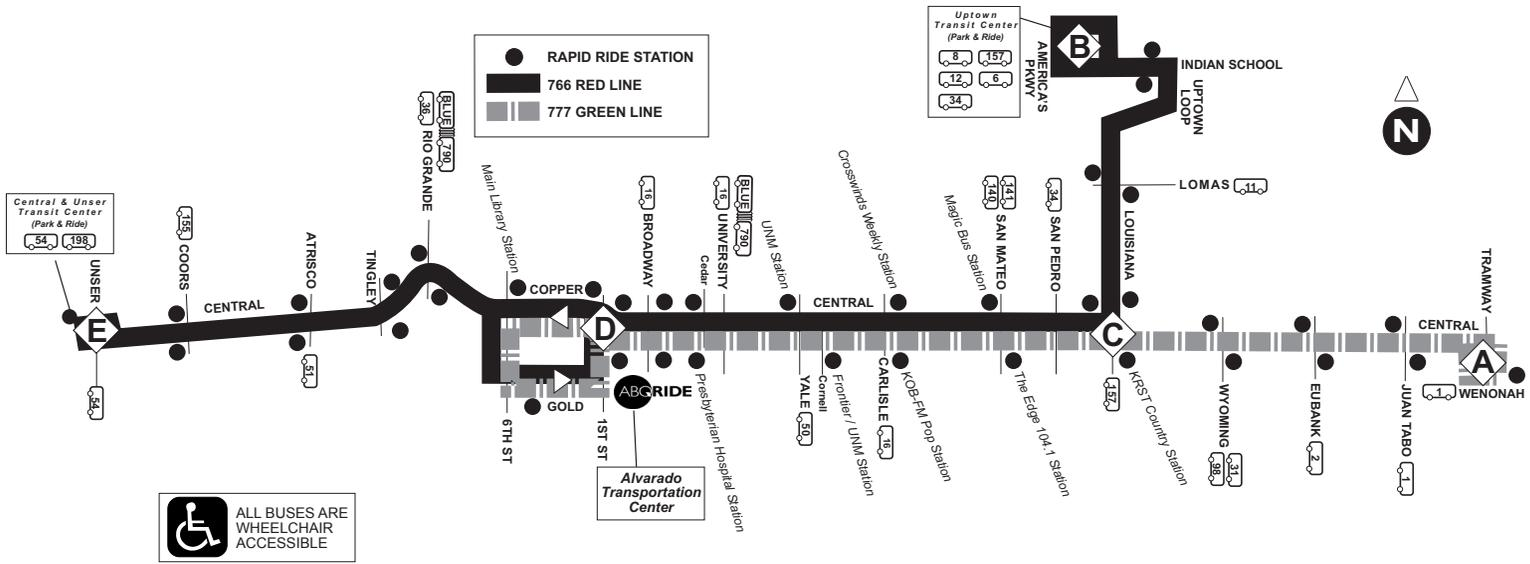 Uptown
Transit Center
(Park & Ride)
8
157
12
6
34
B
AMERICA'S
PKWY
INDIAN SCHOOL
UPTOWN
LOOP
N
RAPID RIDE STATION
766 RED LINE
777 GREEN LINE
LOMAS
11
LOUISIANA
Central & Unser
Transit Center
(Park & Ride)
54
198
UNSER
E
54
155
COORS
CENTRAL
ATRISCO
51
TINGLEY
36
BLUE
790
RIO GRANDE
Main Library Station
COPPER
D
16
BROADWAY
Cedar
16
UNIVERSITY
BLUE
790
UNM Station
CENTRAL
Crosswinds Weekly Station
Magic Bus Station
140
141
SAN MATEO
34
SAN PEDRO
C
CENTRAL
TRAMWAY
A
1
WENONAH
6TH ST
GOLD
1ST ST
ABQRIDE
Alvarado
Transportation
Center
Presbyterian Hospital Station
YALE
50
Cornell
Frontier / UNM Station
CARLISLE
16
KOB-FM Pop Station
The Edge 104.1 Station
157
KRST Country Station
WYOMING
98
31
EUBANK
2
JUAN TABO
1
ALL BUSES ARE
WHEELCHAIR
ACCESSIBLE